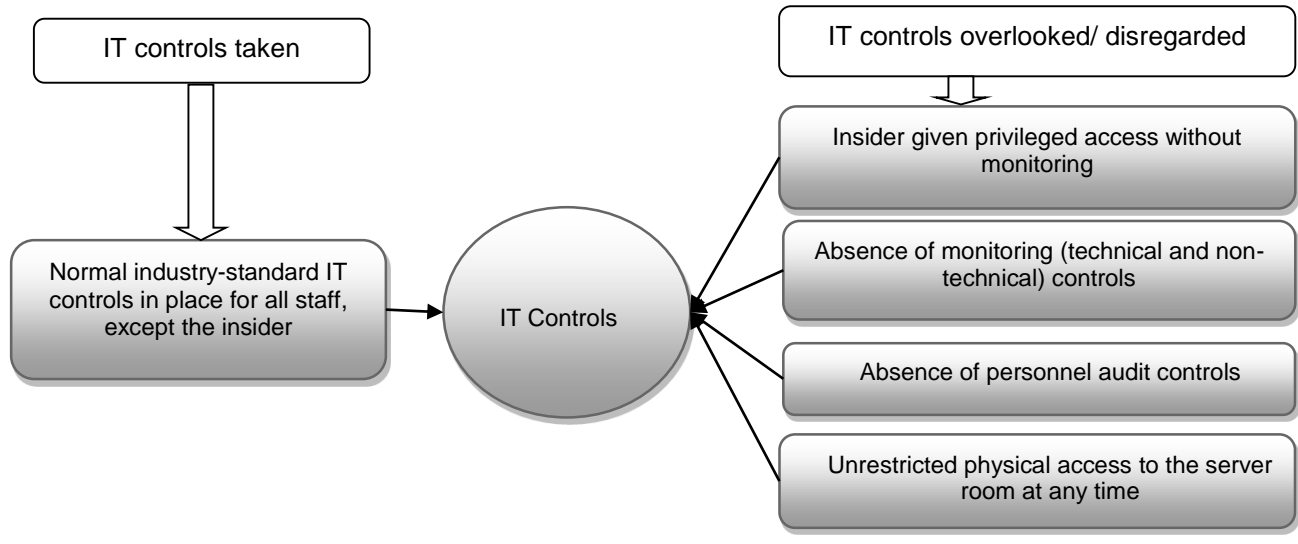 IT controls taken
Normal industry-standard IT
controls in place for all staff,
except the insider
IT Controls
IT controls overlooked/ disregarded
Insider given privileged access without
monitoring
Absence of monitoring (technical and non-
technical) controls
Absence of personnel audit controls
Unrestricted physical access to the server
room at any time